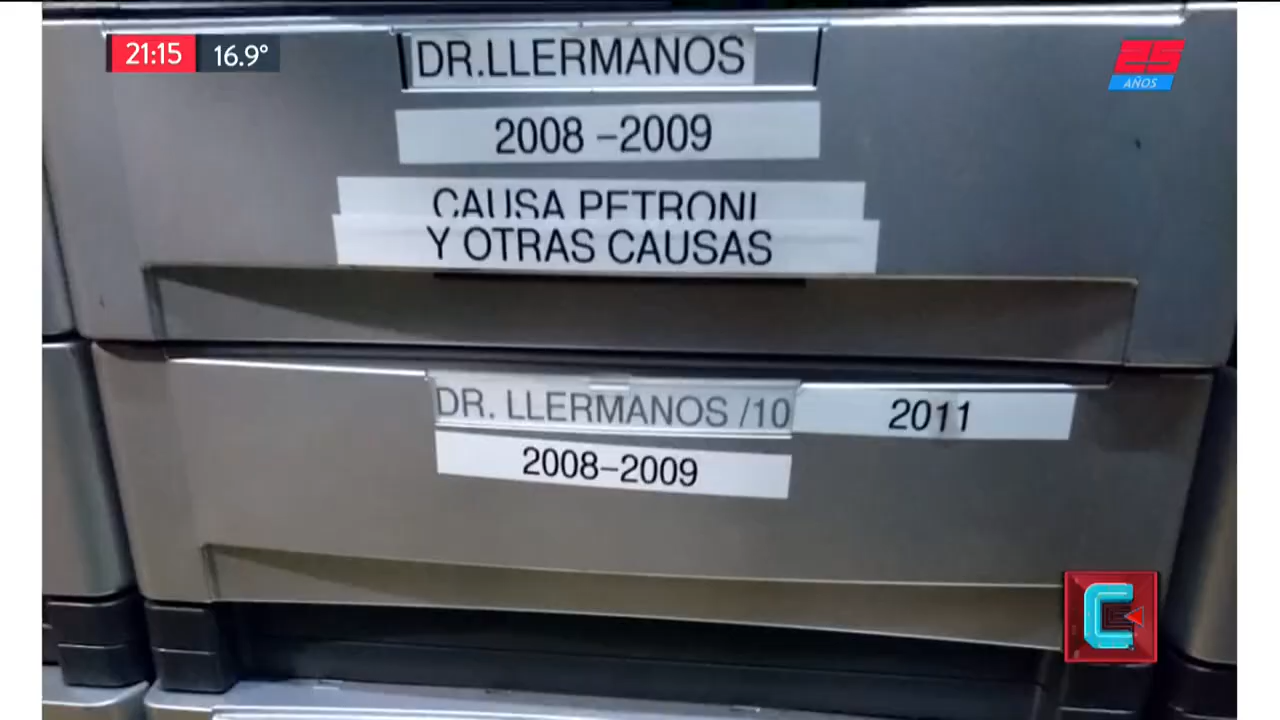 21:15 16.9°
25
AÑOS
DR.LLERMANOS
2008 –2009
CAUSA PETRONI
Y OTRAS CAUSAS
DR. LLERMANOS /10 2011
2008–2009
C